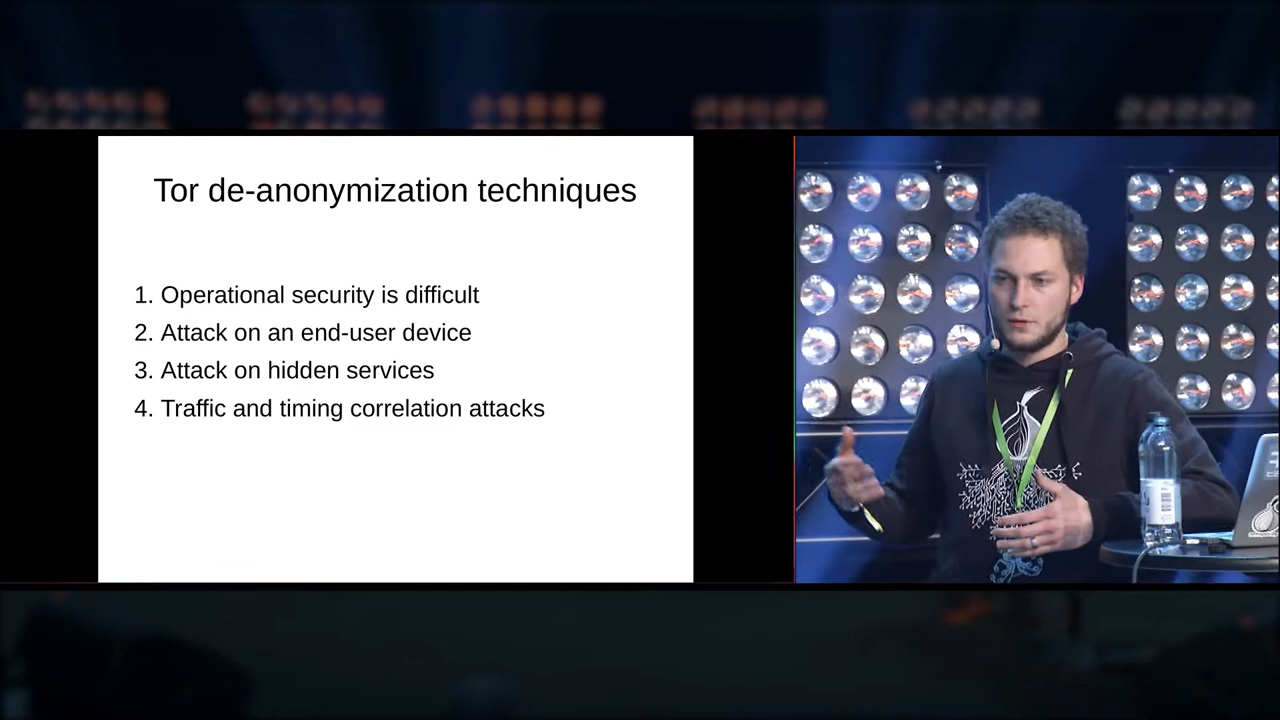 Tor de-anonymization techniques
1. Operational security is difficult
2. Attack on an end-user device
3. Attack on hidden services
4. Traffic and timing correlation attacks